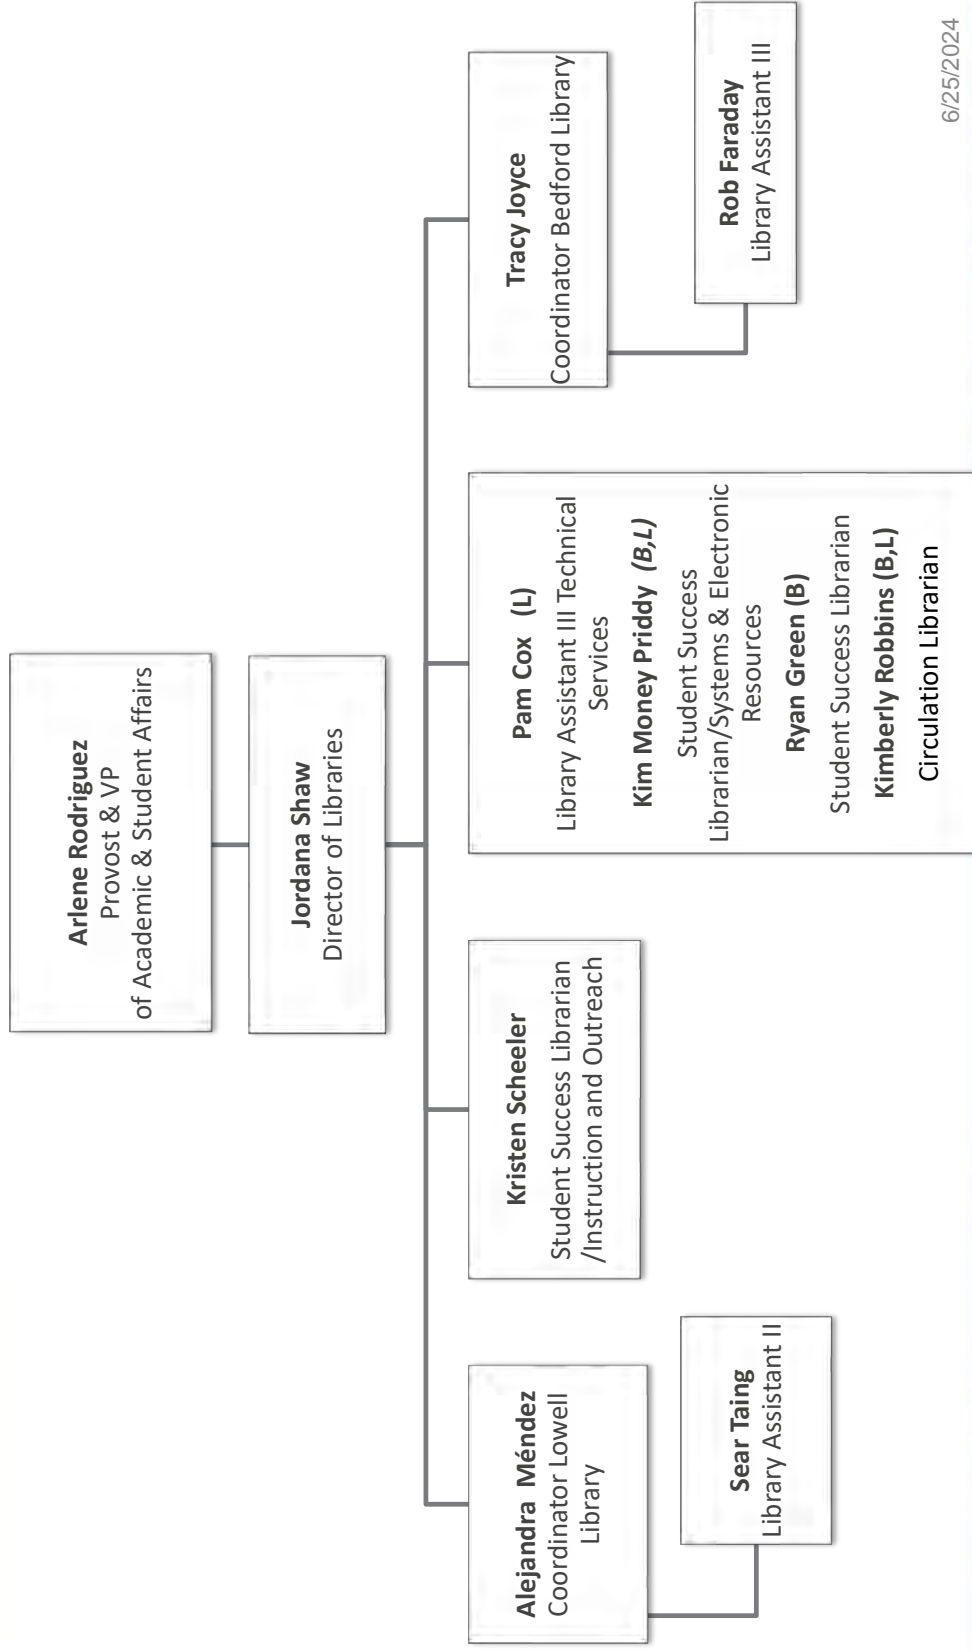 Arlene Rodriguez
Provost & VP
of Academic & Student Affairs
Jordana Shaw
Director of Libraries
Alejandra Méndez
Coordinator Lowell
Library
Sear Taing
Library Assistant II
Kristen Scheeler
Student Success Librarian
/Instruction and Outreach
Pam Cox (L)
Library Assistant III Technical
Services
Kim Money Priddy (B,L)
Student Success
Librarian/Systems & Electronic
Resources
Ryan Green (B)
Student Success Librarian
Kimberly Robbins (B,L)
Circulation Librarian
Tracy Joyce
Coordinator Bedford Library
Rob Faraday
Library Assistant III
6/25/2024